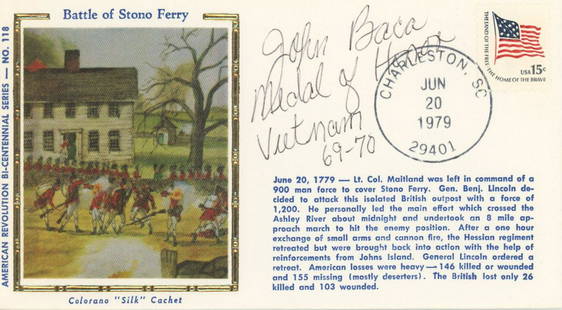 Battle of Stono Ferry
AMERICAN REVOLUTION BI-CENTENNIAL SERIES — NO. 118
Colorano "Silk" Cachet
John Baca
Medal of Honor
Vietnam
69-70
CHARLESTON, SC
JUN
20
1979
29401
THE LAND OF THE FREE THE HOME OF THE BRAVE
USA 15c
June 20, 1779 — Lt. Col. Maitland was left in command of a
900 man force to cover Stono Ferry. Gen. Benj. Lincoln de-
cided to attack this isolated British outpost with a force of
1,200. He personally led the main effort which crossed the
Ashley River about midnight and undertook an 8 mile ap-
proach march to hit the enemy position. After a one hour
exchange of small arms and cannon fire, the Hessian regiment
retreated but were brought back into action with the help of
reinforcements from Johns Island. General Lincoln ordered a
retreat. American losses were heavy — 146 killed or wounded
and 155 missing (mostly deserters). The British lost only 26
killed and 103 wounded.